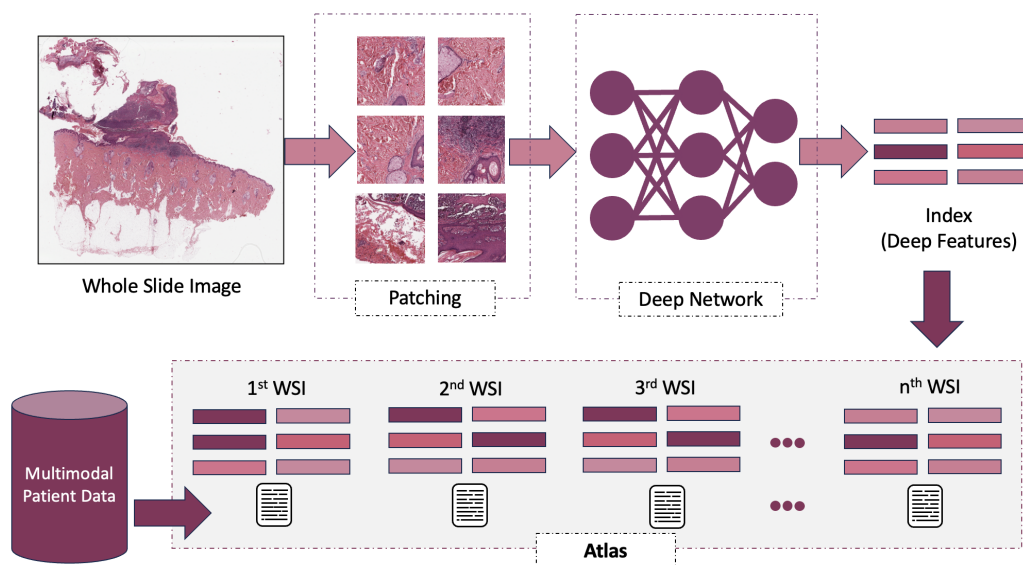 Whole Slide Image
Patching
Deep Network
Index
(Deep Features)
1st WSI
2nd WSI
3rd WSI
nth WSI
Multimodal
Patient Data
Atlas